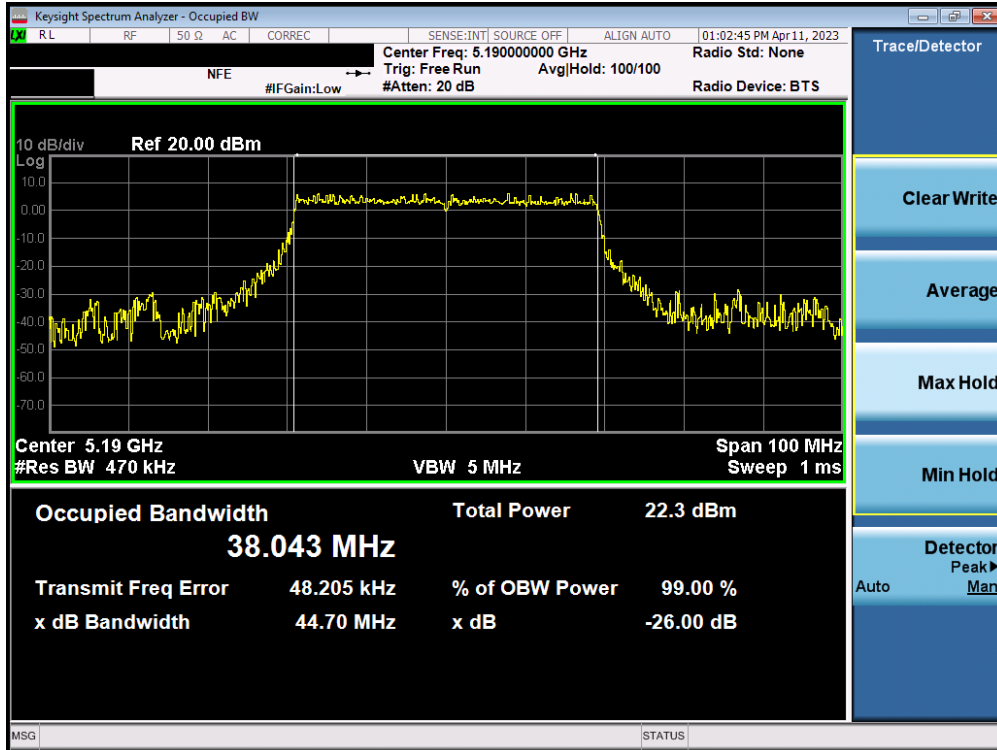 Keysight Spectrum Analyzer - Occupied BW
LXI RL RF 50 Ω AC CORREC SENSE:INT SOURCE OFF ALIGN AUTO 01:02:45 PM Apr 11, 2023
Center Freq: 5.190000000 GHz Radio Std: None
NFE Trig: Free Run Avg|Hold: 100/100
#IFGain:Low #Atten: 20 dB Radio Device: BTS
Trace/Detector
10 dB/div Ref 20.00 dBm
Log
10.0
0.00
-10.0
-20.0
-30.0
-40.0
-50.0
-60.0
-70.0
Center 5.19 GHz Span 100 MHz
#Res BW 470 kHz VBW 5 MHz Sweep 1 ms
Occupied Bandwidth Total Power 22.3 dBm
38.043 MHz
Transmit Freq Error 48.205 kHz % of OBW Power 99.00 %
x dB Bandwidth 44.70 MHz x dB -26.00 dB
Clear Write
Average
Max Hold
Min Hold
Detector
Peak
Auto Man
MSG STATUS